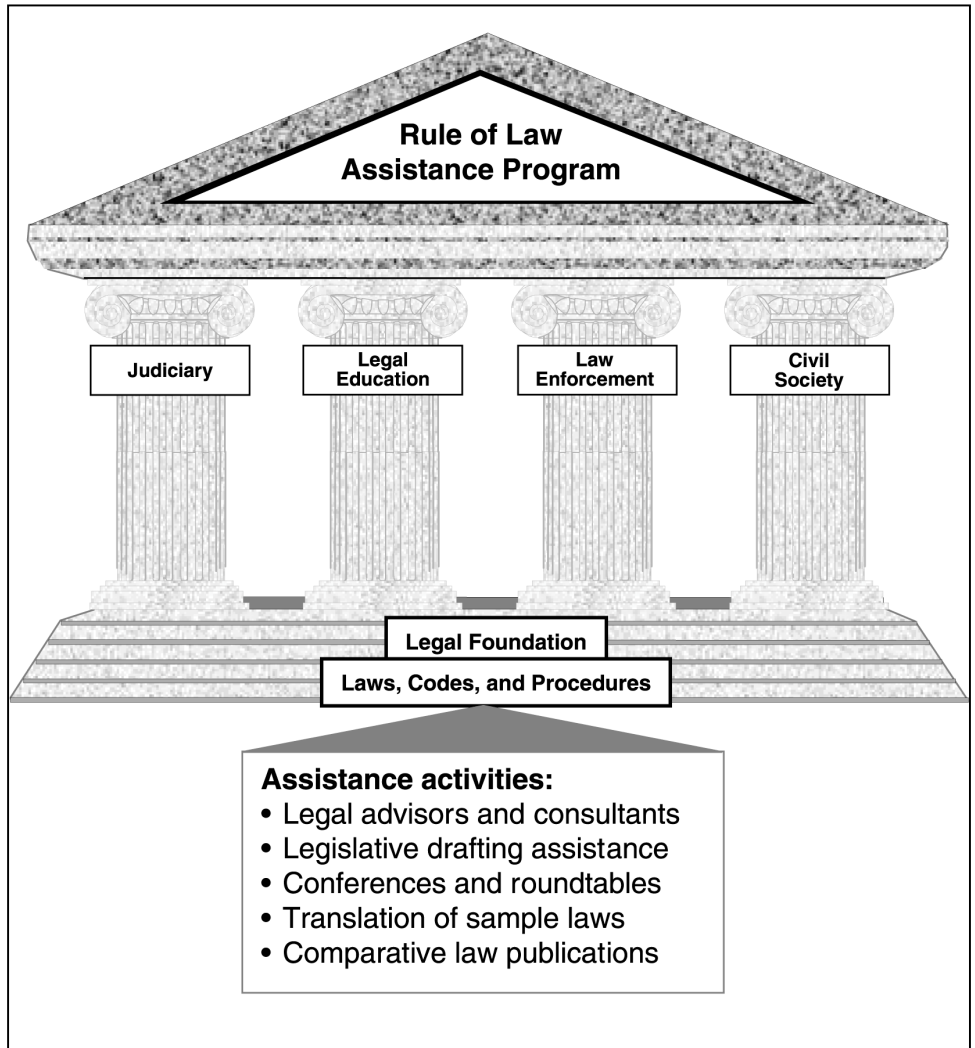 Rule of Law
Assistance Program
Judiciary
Legal
Education
Law
Enforcement
Civil
Society
Legal Foundation
Laws, Codes, and Procedures
Assistance activities:
• Legal advisors and consultants
• Legislative drafting assistance
• Conferences and roundtables
• Translation of sample laws
• Comparative law publications